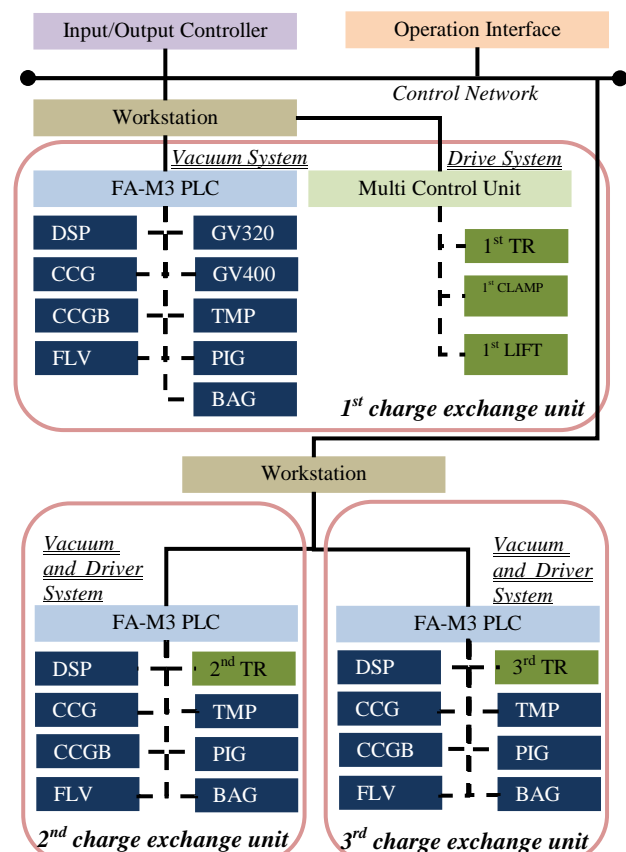 Input/Output Controller
Operation Interface
Control Network
Workstation
Vacuum System
Drive System
FA-M3 PLC
Multi Control Unit
DSP
GV320
1st TR
CCG
GV400
1st CLAMP
CCGB
TMP
1st LIFT
FLV
PIG
BAG
1st charge exchange unit
Workstation
Vacuum
and Driver
System
Vacuum
and Driver
System
FA-M3 PLC
FA-M3 PLC
DSP
2nd TR
DSP
3rd TR
CCG
TMP
CCG
TMP
CCGB
PIG
CCGB
PIG
FLV
BAG
FLV
BAG
2nd charge exchange unit
3rd charge exchange unit